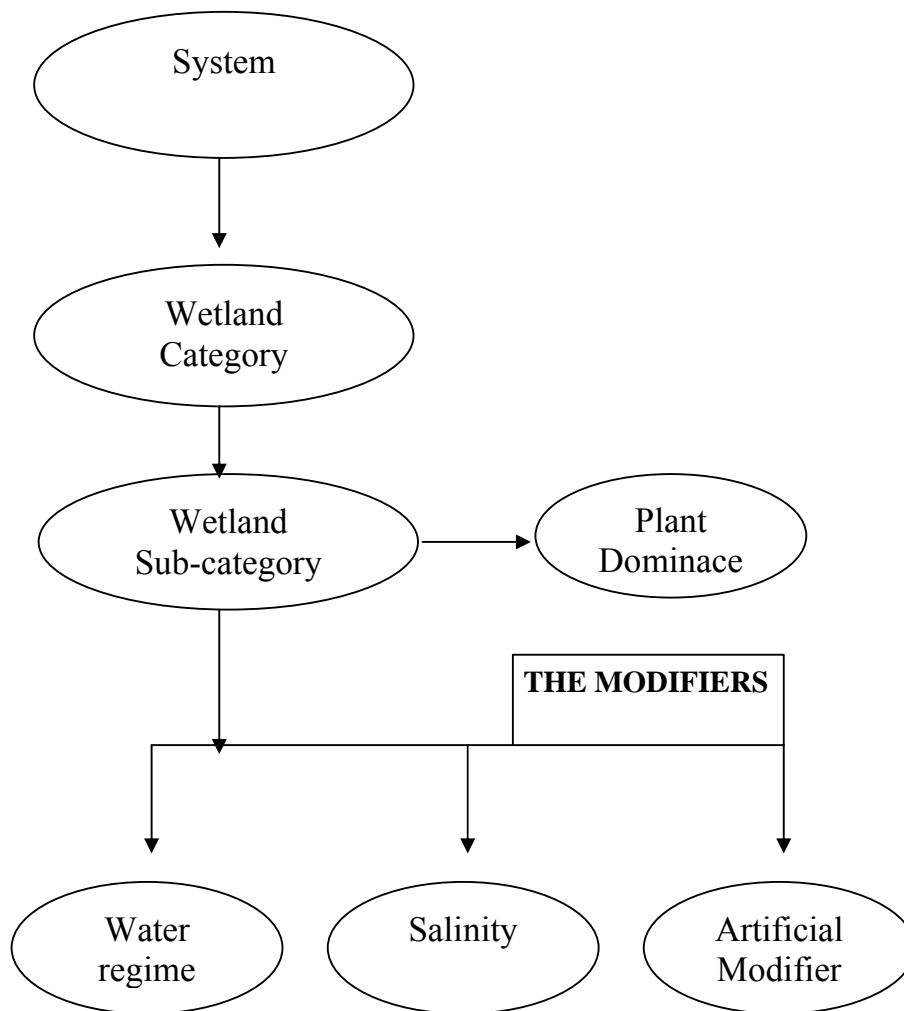 System
Wetland
Category
Wetland
Sub-category
Plant
Dominace
THE MODIFIERS
Water
regime
Salinity
Artificial
Modifier